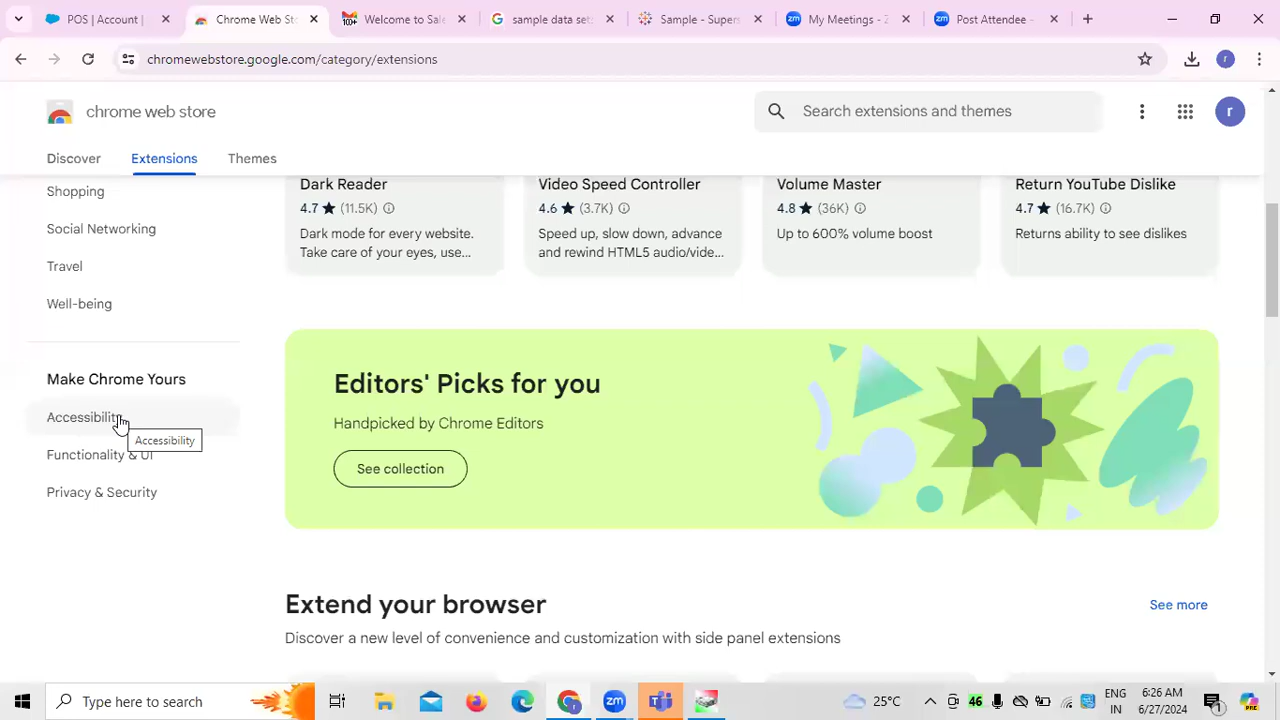 POS | Account |
Chrome Web Sto
Welcome to Sale
sample data sets
Sample - Supers
My Meetings - Z
Post Attendee -
chromewebstore.google.com/category/extensions
r
chrome web store
Search extensions and themes
r
Discover
Extensions
Themes
Shopping
Social Networking
Travel
Well-being
Make Chrome Yours
Accessibility
Accessibility
Functionality & UI
Privacy & Security
Dark Reader
4.7 ★ (11.5K)
Dark mode for every website.
Take care of your eyes, use...
Video Speed Controller
4.6 ★ (3.7K)
Speed up, slow down, advance
and rewind HTML5 audio/vide...
Volume Master
4.8 ★ (36K)
Up to 600% volume boost
Return YouTube Dislike
4.7 ★ (16.7K)
Returns ability to see dislikes
Editors' Picks for you
Handpicked by Chrome Editors
See collection
Extend your browser
See more
Discover a new level of convenience and customization with side panel extensions
Type here to search
zm
25°C
46
ENG
IN
6:26 AM
6/27/2024
1